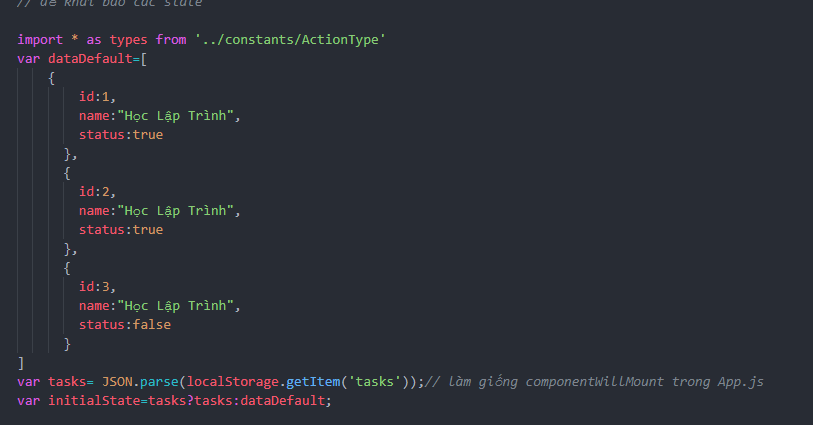 // để khai báo các state
import * as types from '../constants/ActionType'
var dataDefault=[
{
id:1,
name:"Học Lập Trình",
status:true
},
{
id:2,
name:"Học Lập Trình",
status:true
},
{
id:3,
name:"Học Lập Trình",
status:false
}
]
var tasks= JSON.parse(localStorage.getItem('tasks'));// làm giống componentWillMount trong App.js
var initialState=tasks?tasks:dataDefault;